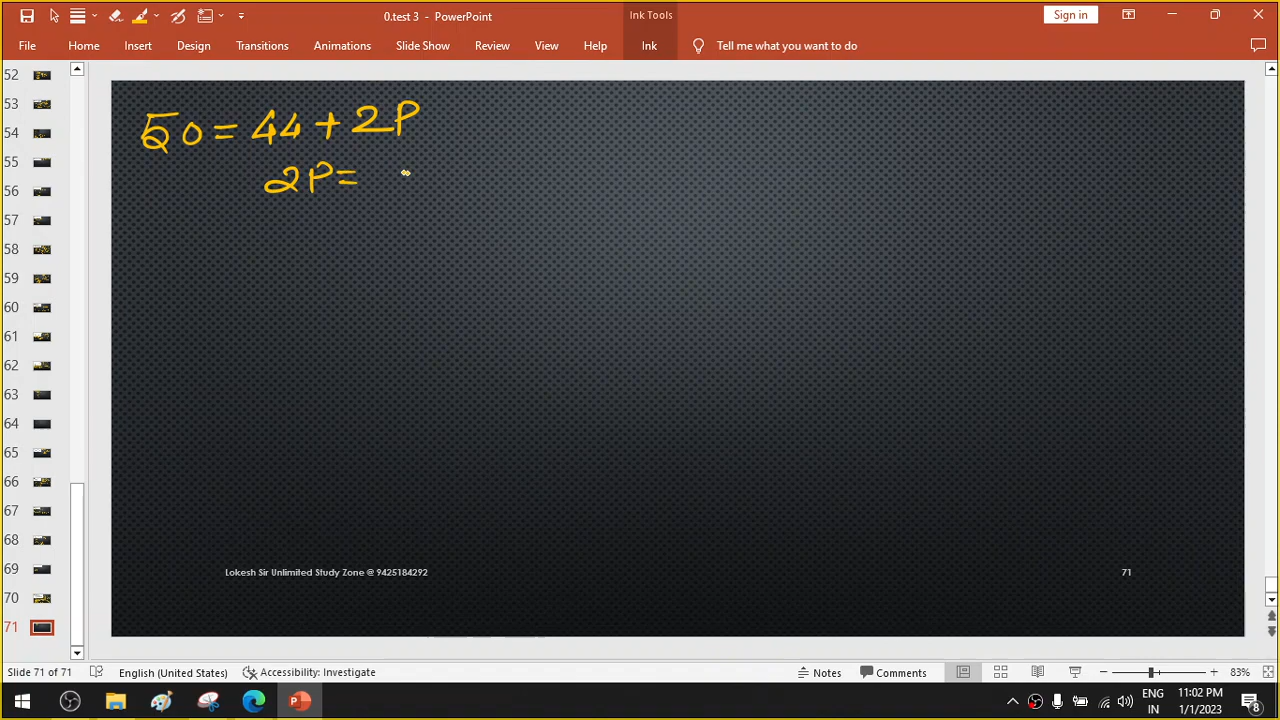 0.test 3 - PowerPoint
Ink Tools
Sign in
File Home Insert Design Transitions Animations Slide Show Review View Help Ink Tell me what you want to do
52
53
54
55
56
57
58
59
60
61
62
63
64
65
66
67
68
69
70
71
50 = 44 + 2P
2P =
Lokesh Sir Unlimited Study Zone @ 9425184292
71
Slide 71 of 71 English (United States) Accessibility: Investigate Notes Comments 83%
ENG
IN
11:02 PM
1/1/2023
8